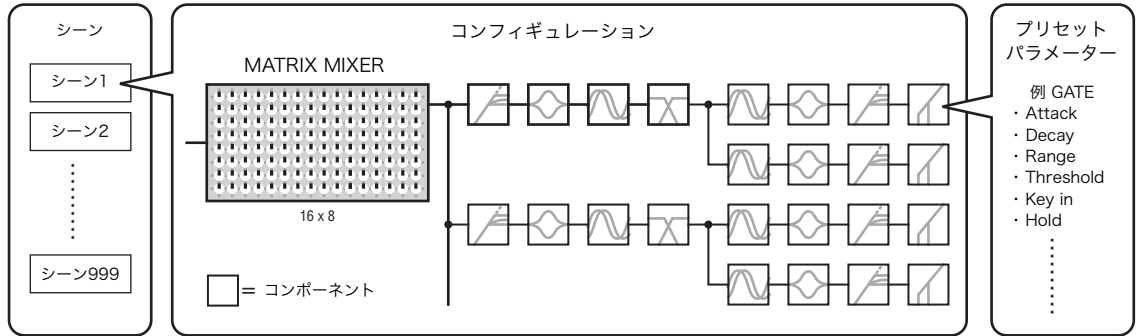 シーン
シーン1
シーン2
シーン999
コンフィギュレーション
MATRIX MIXER
16 x 8
= コンポーネント
プリセット
パラメーター
例 GATE
・Attack
・Decay
・Range
・Threshold
・Key in
・Hold